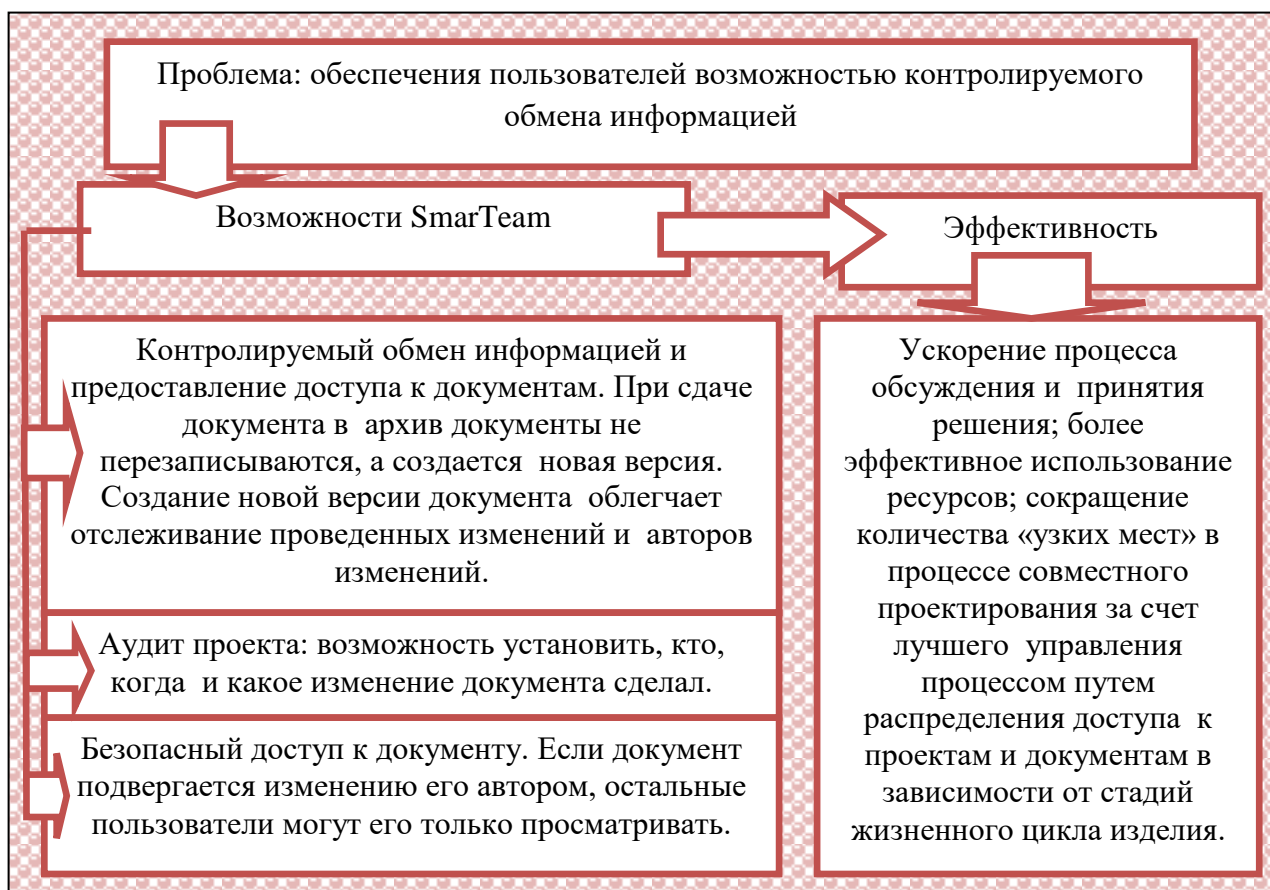 Проблема: обеспечения пользователей возможностью контролируемого
обмена информацией
Возможности SmarTeam
Эффективность
Контролируемый обмен информацией и
предоставление доступа к документам. При сдаче
документа в архив документы не
перезаписываются, а создается новая версия.
Создание новой версии документа облегчает
отслеживание проведенных изменений и авторов
изменений.
Аудит проекта: возможность установить, кто,
когда и какое изменение документа сделал.
Безопасный доступ к документу. Если документ
подвергается изменению его автором, остальные
пользователи могут его только просматривать.
Ускорение процесса
обсуждения и принятия
решения; более
эффективное использование
ресурсов; сокращение
количества «узких мест» в
процессе совместного
проектирования за счет
лучшего управления
процессом путем
распределения доступа к
проектам и документам в
зависимости от стадий
жизненного цикла изделия.